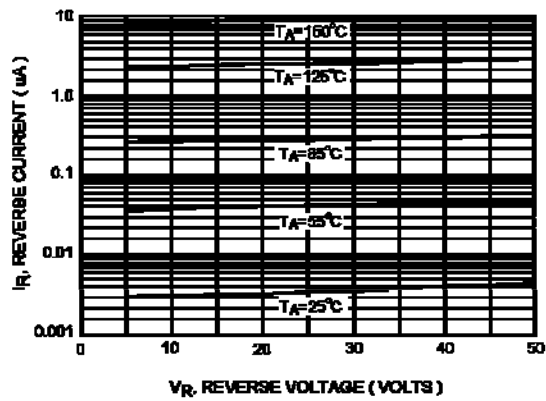 10
1.0
0.1
0.01
0.001
IR, REVERSE CURRENT ( uA )
TA=150°C
TA=125°C
TA=85°C
TA=55°C
TA=25°C
0 10 20 30 40 50
VR, REVERSE VOLTAGE ( VOLTS )